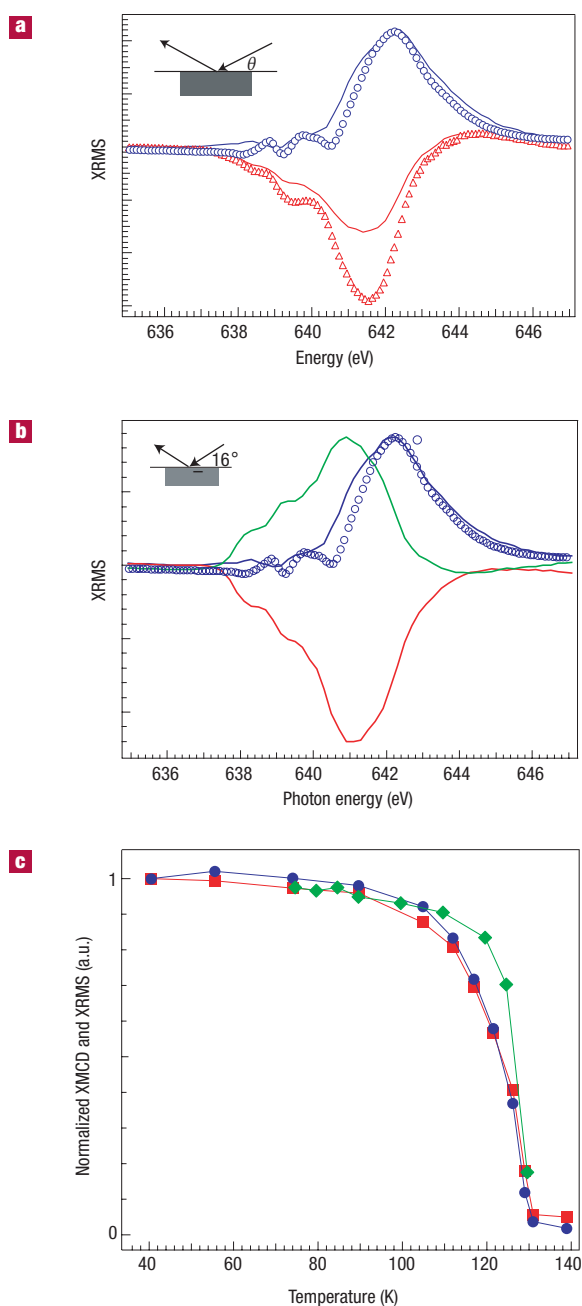 a
θ
XRMS
636 638 640 642 644 646
Energy (eV)
b
16°
XRMS
636 638 640 642 644 646
Photon energy (eV)
c
1
Normalized XMCD and XRMS (a.u.)
0
40 60 80 100 120 140
Temperature (K)